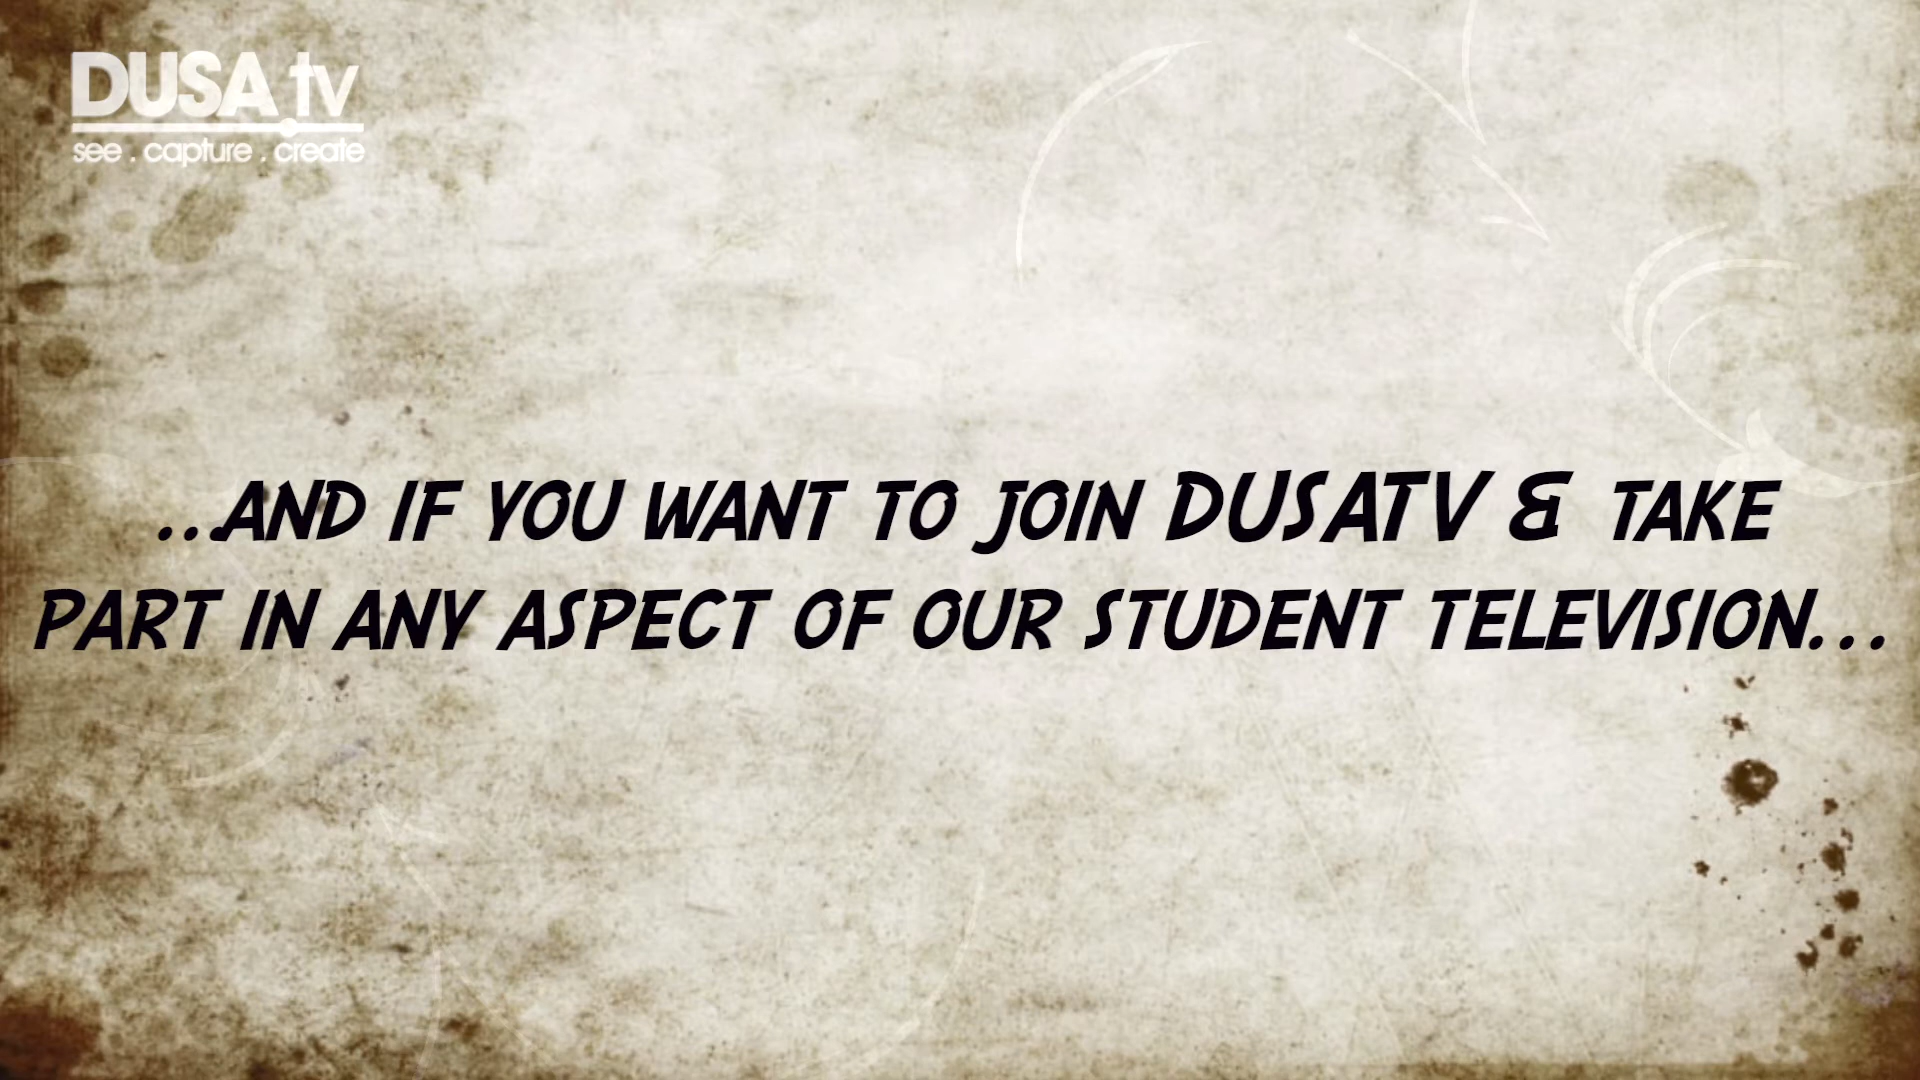 DUSA.tv
see . capture . create
...AND IF YOU WANT TO JOIN DUSATV & TAKE
PART IN ANY ASPECT OF OUR STUDENT TELEVISION...